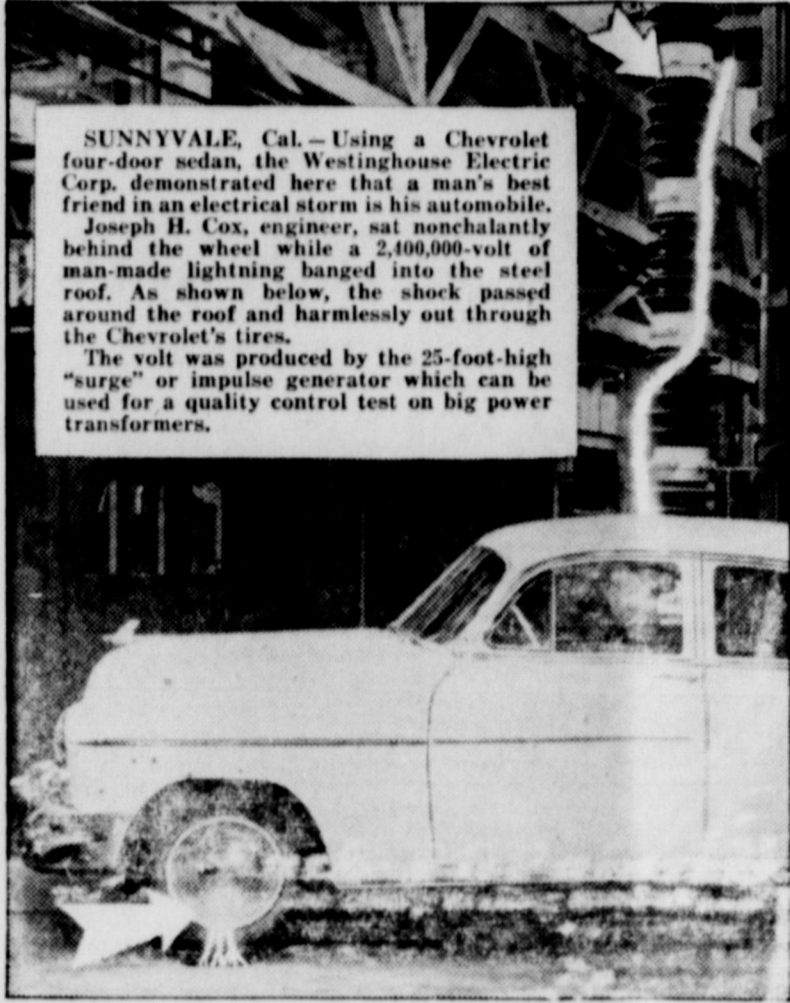 SUNNYVALE, Cal. — Using a Chevrolet
four-door sedan, the Westinghouse Electric
Corp. demonstrated here that a man's best
friend in an electrical storm is his automobile.
Joseph H. Cox, engineer, sat nonchalantly
behind the wheel while a 2,400,000-volt of
man-made lightning banged into the steel
roof. As shown below, the shock passed
around the roof and harmlessly out through
the Chevrolet's tires.
The volt was produced by the 25-foot-high
"surge" or impulse generator which can be
used for a quality control test on big power
transformers.